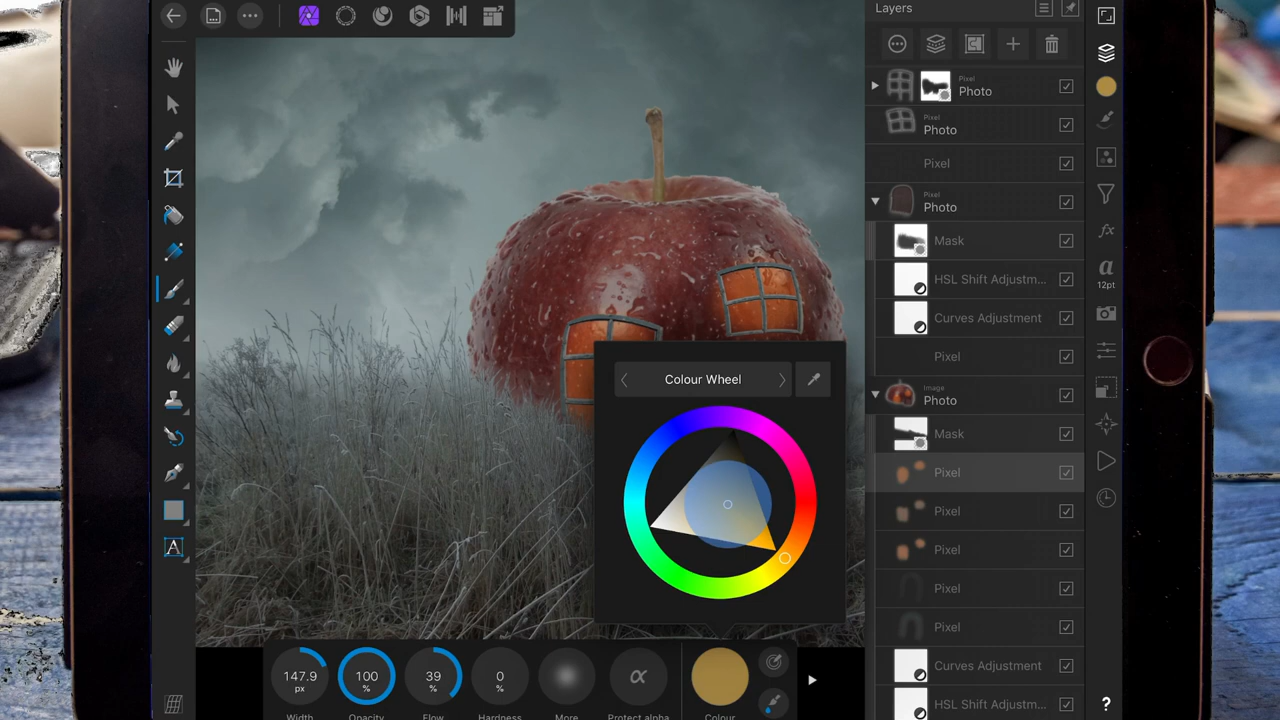 Layers
Pixel
Photo
Pixel
Photo
Pixel
Pixel
Photo
Mask
HSL Shift Adjustm...
Curves Adjustment
Pixel
Image
Photo
Mask
Pixel
Pixel
Pixel
Pixel
Pixel
Curves Adjustment
HSL Shift Adjustm...
a
12pt
fx
?
A
Colour Wheel
147.9
px
Width
100
%
Opacity
39
%
Flow
0
%
Hardness
More
α
Protect alpha
Colour